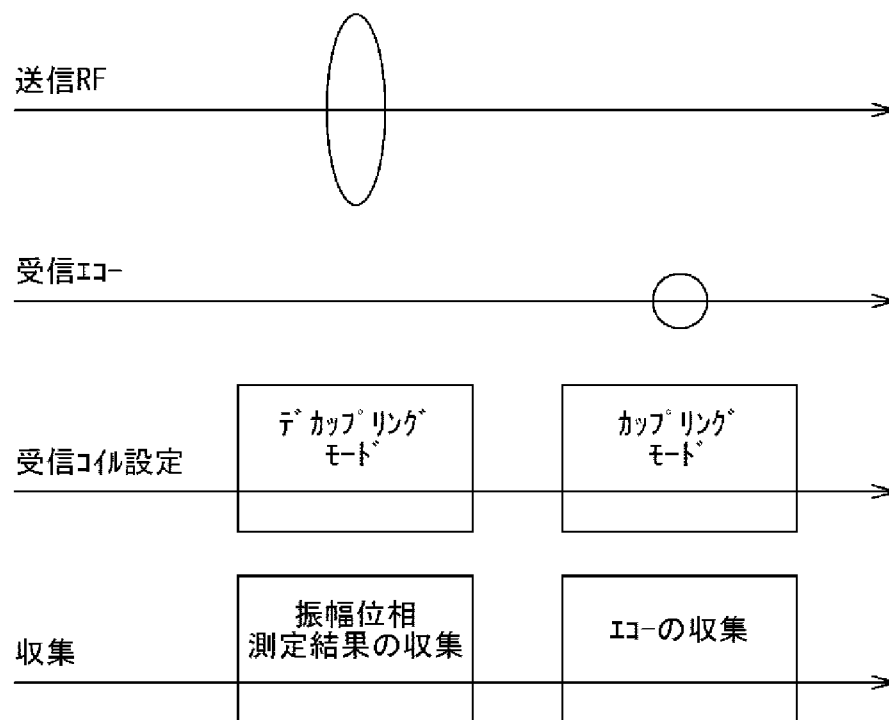 送信RF
受信ｴｺｰ
ﾃﾞｶｯﾌﾟﾘﾝｸﾞ
ﾓｰﾄﾞ
ｶｯﾌﾟﾘﾝｸﾞ
ﾓｰﾄﾞ
受信ｺｲﾙ設定
振幅位相
測定結果の収集
ｴｺｰの収集
収集